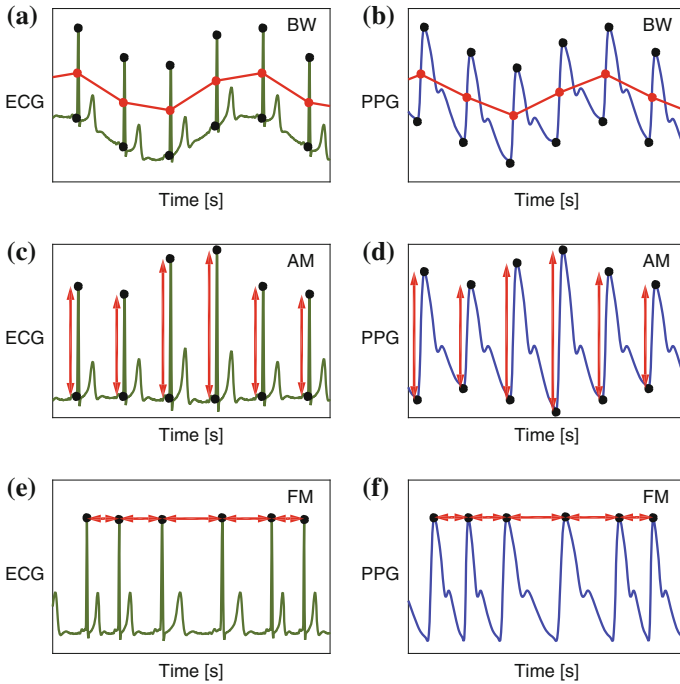 (a)
BW
ECG
Time [s]
(b)
BW
PPG
Time [s]
(c)
AM
ECG
Time [s]
(d)
AM
PPG
Time [s]
(e)
FM
ECG
Time [s]
(f)
FM
PPG
Time [s]